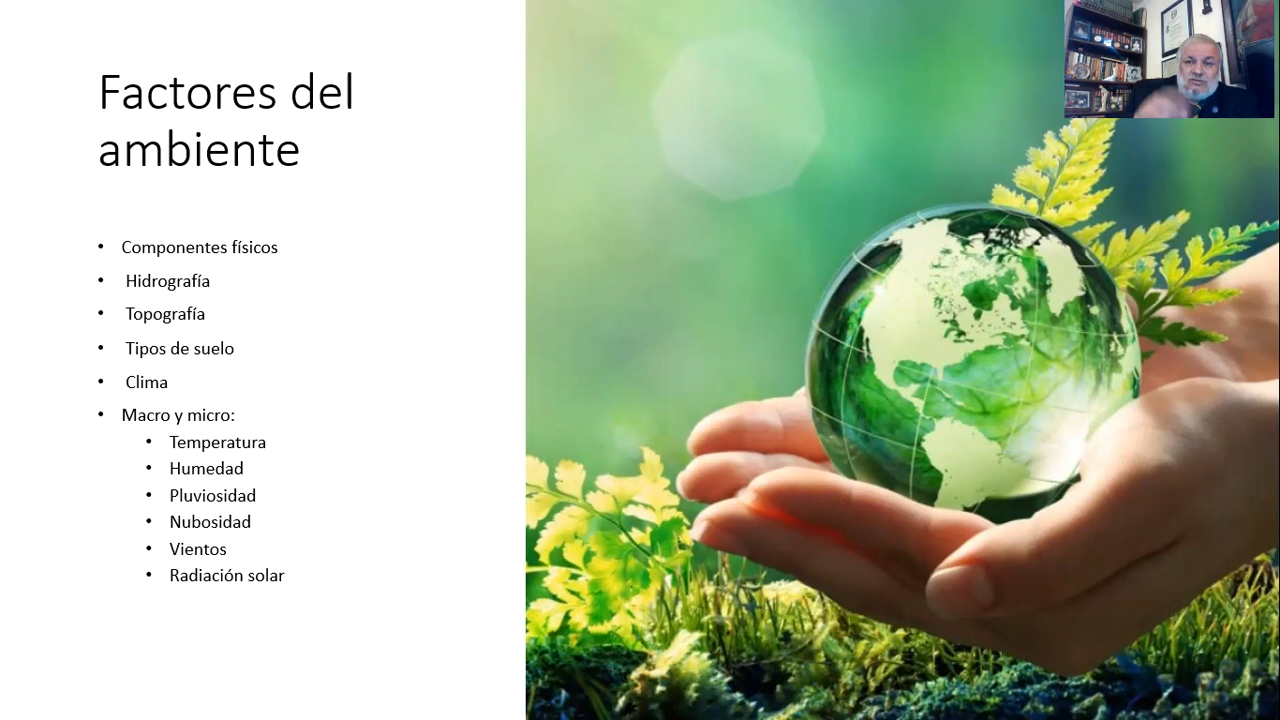 Factores del
ambiente
• Componentes físicos
• Hidrografía
• Topografía
• Tipos de suelo
• Clima
• Macro y micro:
• Temperatura
• Humedad
• Pluviosidad
• Nubosidad
• Vientos
• Radiación solar